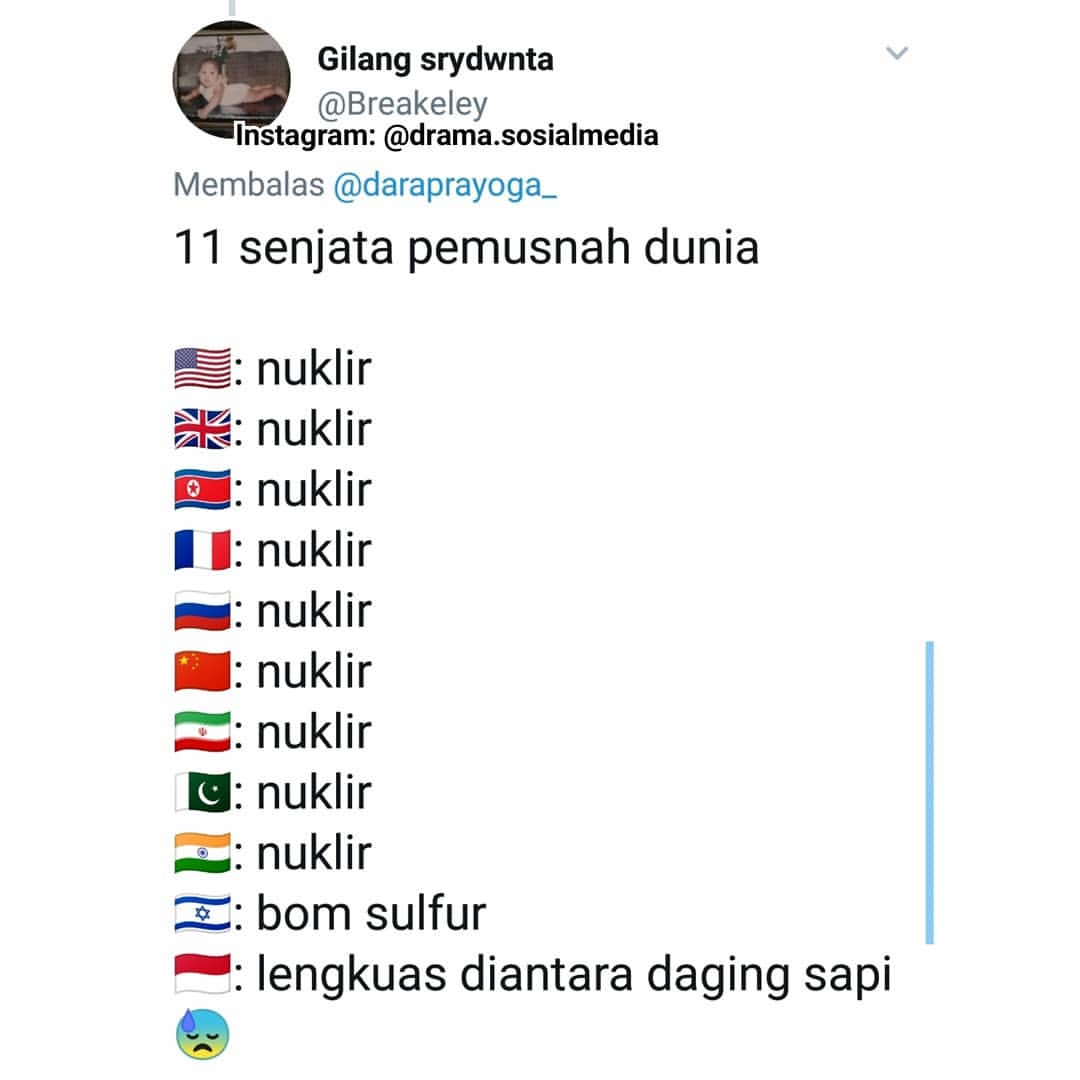 Gilang srydwnta
@Breakeley
Instagram: @drama.sosialmedia
Membalas @daraprayoga_
11 senjata pemusnah dunia
🇺🇸: nuklir
🇬🇧: nuklir
🇰🇵: nuklir
🇫🇷: nuklir
🇷🇺: nuklir
🇨🇳: nuklir
🇮🇷: nuklir
🇵🇰: nuklir
🇮🇳: nuklir
🇮🇱: bom sulfur
🇮🇩: lengkuas diantara daging sapi
😰